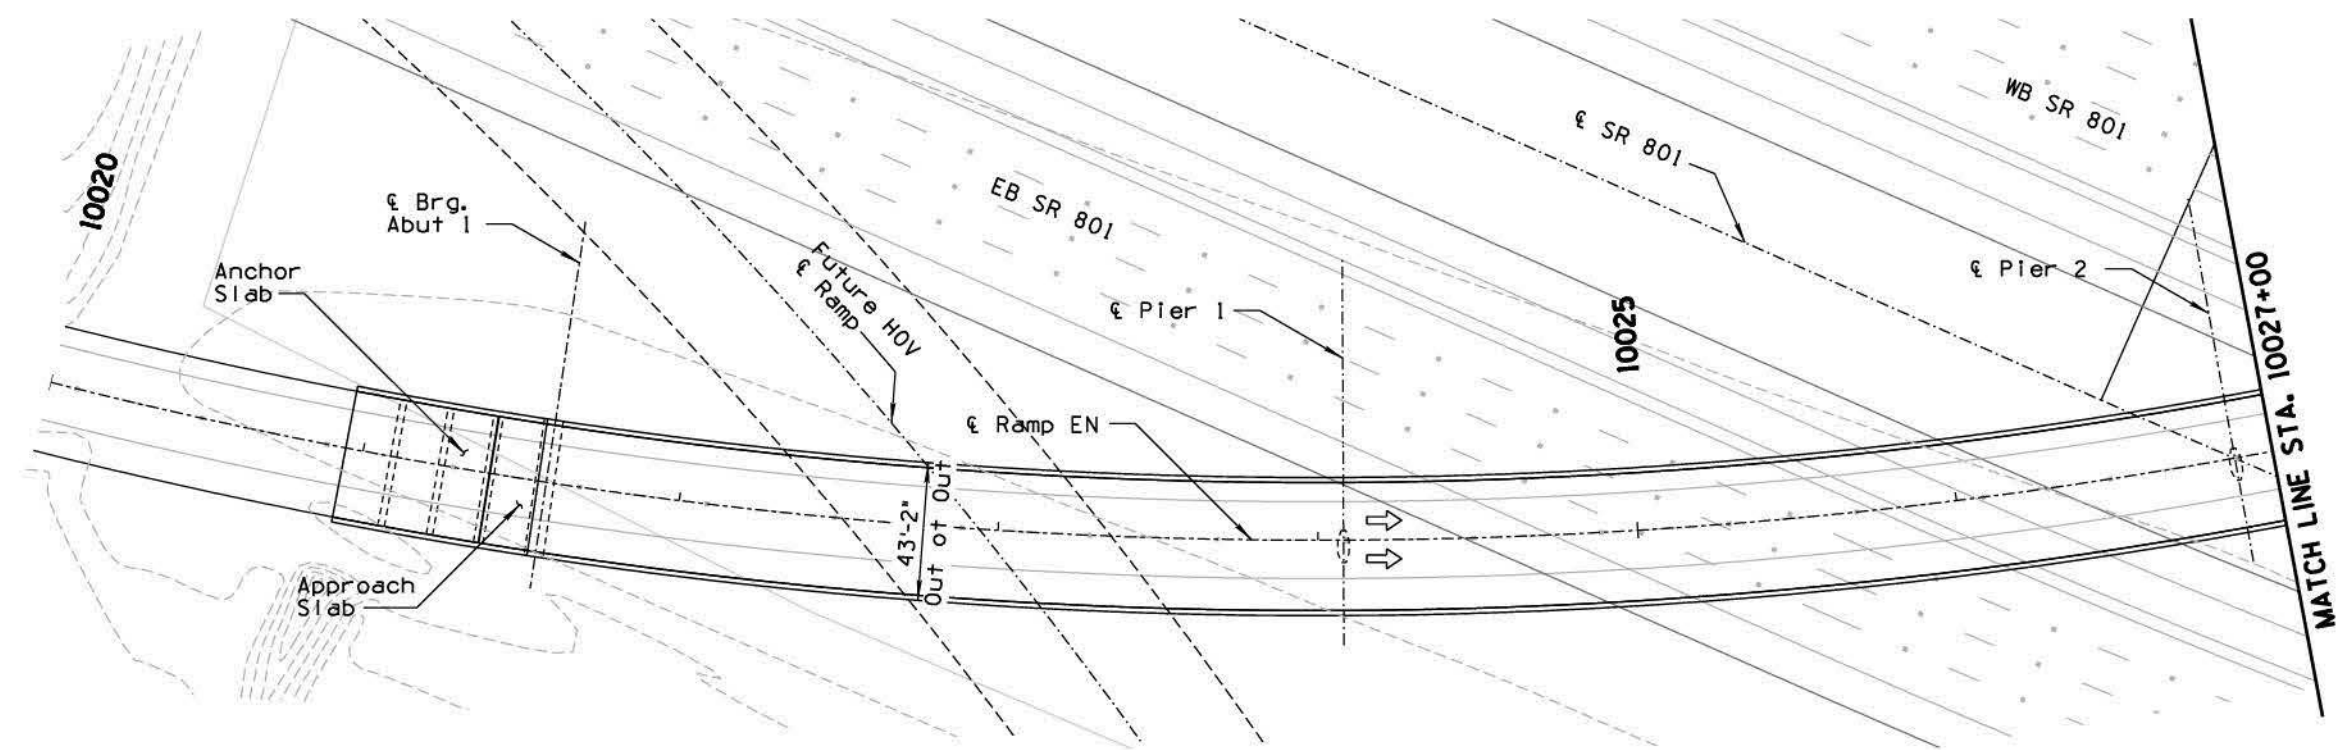 WB SR 801
℄ SR 801
10020
EB SR 801
℄ Brg.
Abut 1
Future HOV
℄ Ramp
Anchor
Slab
℄ Pier 2
℄ Pier 1
10025
MATCH LINE STA. 10027+00
℄ Ramp EN
43'-2"
Out ot Out
Approach
Slab